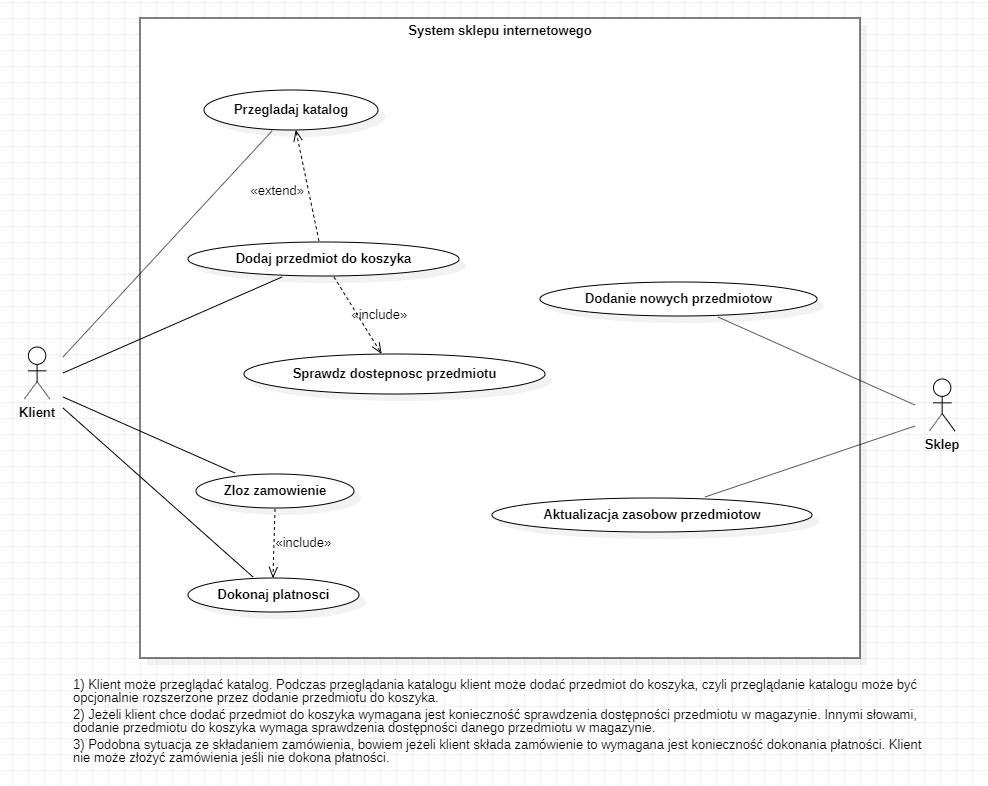 System sklepu internetowego
Przegladaj katalog
«extend»
Dodaj przedmiot do koszyka
Dodanie nowych przedmiotow
«include»
Sprawdz dostepnosc przedmiotu
Klient
Sklep
Zloz zamowienie
Aktualizacja zasobow przedmiotow
«include»
Dokonaj platnosci
1) Klient może przeglądać katalog. Podczas przeglądania katalogu klient może dodać przedmiot do koszyka, czyli przeglądanie katalogu może być
opcjonalnie rozszerzone przez dodanie przedmiotu do koszyka.
2) Jeżeli klient chce dodać przedmiot do koszyka wymagana jest konieczność sprawdzenia dostępności przedmiotu w magazynie. Innymi słowami,
dodanie przedmiotu do koszyka wymaga sprawdzenia dostępności danego przedmiotu w magazynie.
3) Podobna sytuacja ze składaniem zamówienia, bowiem jeżeli klient składa zamówienie to wymagana jest konieczność dokonania płatności. Klient
nie może złożyć zamówienia jeśli nie dokona płatności.